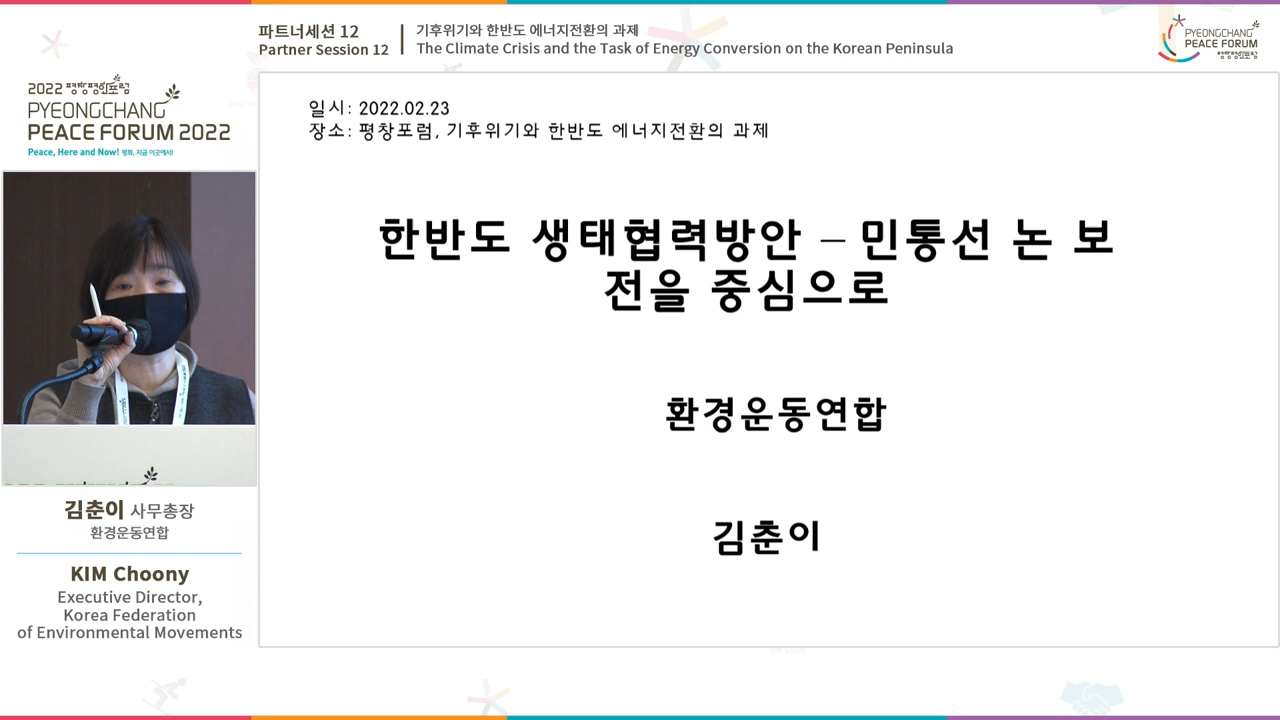 파트너세션 12
Partner Session 12
기후위기와 한반도 에너지전환의 과제
The Climate Crisis and the Task of Energy Conversion on the Korean Peninsula
PYEONGCHANG
PEACE FORUM
평창평화포럼
2022 평창평화포럼
PYEONGCHANG
PEACE FORUM 2022
Peace, Here and Now! 평화, 지금 이곳에서!
일시: 2022.02.23
장소: 평창포럼, 기후위기와 한반도 에너지전환의 과제
한반도 생태협력방안 – 민통선 논 보
전을 중심으로
환경운동연합
김춘이
김춘이 사무총장
환경운동연합
KIM Choony
Executive Director,
Korea Federation
of Environmental Movements